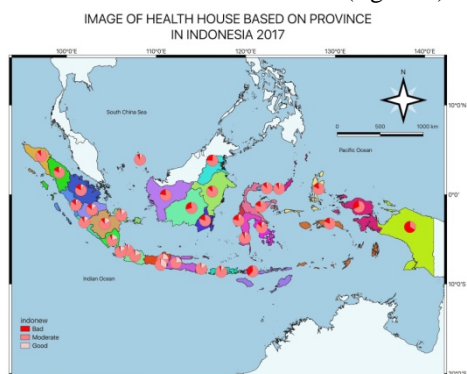 IMAGE OF HEALTH HOUSE BASED ON PROVINCE
IN INDONESIA 2017
100°0'E 110°0'E 120°0'E 130°0'E 140°0'E
N
10°0'N
South China Sea
0 500 1000 km
Pacific Ocean
0°0'
Indian Ocean
10°0'S
indonew
Bad
Moderate
Good